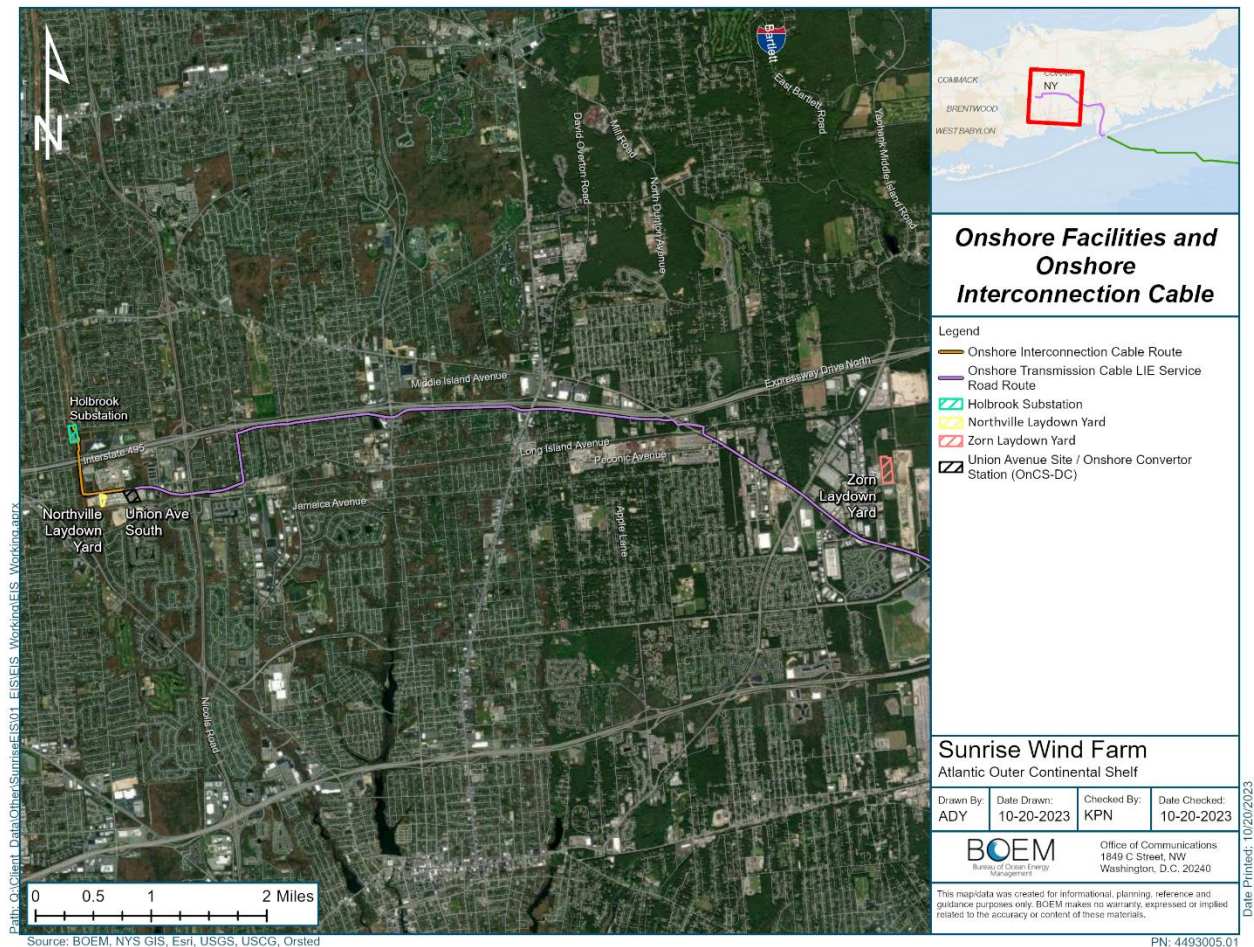 Bartlett
East Bartlett Road
Yaphank-Middle Island Road
David Overton Road
Mill Road
North Dunton Avenue
N
Middle Island Avenue
Expressway Drive North
Holbrook
Substation
Interstate 495
Long Island Avenue
Peconic Avenue
Zorn
Laydown
Yard
Jamaica Avenue
Northville
Laydown
Yard
Union Ave
South
Apple Lane
Nicolls Road
0 0.5 1 2 Miles
Path: Q:\Client_Data\Other\SunriseEIS\01_EIS\EIS_Working\EIS_Working.aprx
Source: BOEM, NYS GIS, Esri, USGS, USCG, Orsted
COMMACK
NY
BRENTWOOD
WEST BABYLON
Onshore Facilities and
Onshore
Interconnection Cable
Legend
Onshore Interconnection Cable Route
Onshore Transmission Cable LIE Service
Road Route
Holbrook Substation
Northville Laydown Yard
Zorn Laydown Yard
Union Avenue Site / Onshore Convertor
Station (OnCS-DC)
Sunrise Wind Farm
Atlantic Outer Continental Shelf
Drawn By: Date Drawn: Checked By: Date Checked:
ADY 10-20-2023 KPN 10-20-2023
BOEM
Bureau of Ocean Energy
Management
Office of Communications
1849 C Street, NW
Washington, D.C. 20240
This map/data was created for informational, planning, reference and
guidance purposes only. BOEM makes no warranty, expressed or implied
related to the accuracy or content of these materials.
Date Printed: 10/20/2023
PN: 4493005.01